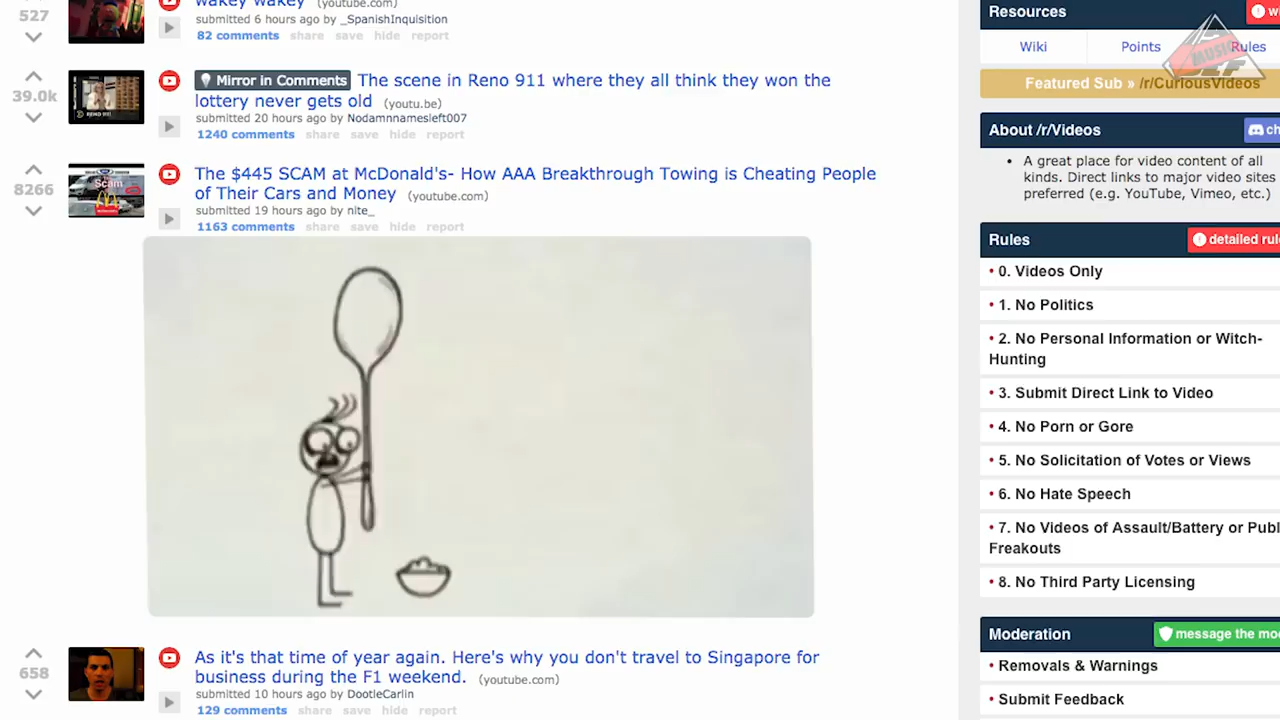 527
wakey wakey (youtube.com)
submitted 6 hours ago by _SpanishInquisition
82 comments share save hide report
39.0k
Mirror in Comments The scene in Reno 911 where they all think they won the
lottery never gets old (youtu.be)
submitted 20 hours ago by Nodamnnamesleft007
1240 comments share save hide report
RENO 911!
8266
Scam
The $445 SCAM at McDonald's- How AAA Breakthrough Towing is Cheating People
of Their Cars and Money (youtube.com)
submitted 19 hours ago by nite_
1163 comments share save hide report
658
As it's that time of year again. Here's why you don't travel to Singapore for
business during the F1 weekend. (youtube.com)
submitted 10 hours ago by DootleCarlin
129 comments share save hide report
Resources wi
Wiki Points Rules
MUSIC
Featured Sub » /r/CuriousVideos
About /r/Videos ch
• A great place for video content of all
kinds. Direct links to major video sites
preferred (e.g. YouTube, Vimeo, etc.)
Rules detailed rule
• 0. Videos Only
• 1. No Politics
• 2. No Personal Information or Witch-
Hunting
• 3. Submit Direct Link to Video
• 4. No Porn or Gore
• 5. No Solicitation of Votes or Views
• 6. No Hate Speech
• 7. No Videos of Assault/Battery or Publ
Freakouts
• 8. No Third Party Licensing
Moderation message the mod
• Removals & Warnings
• Submit Feedback